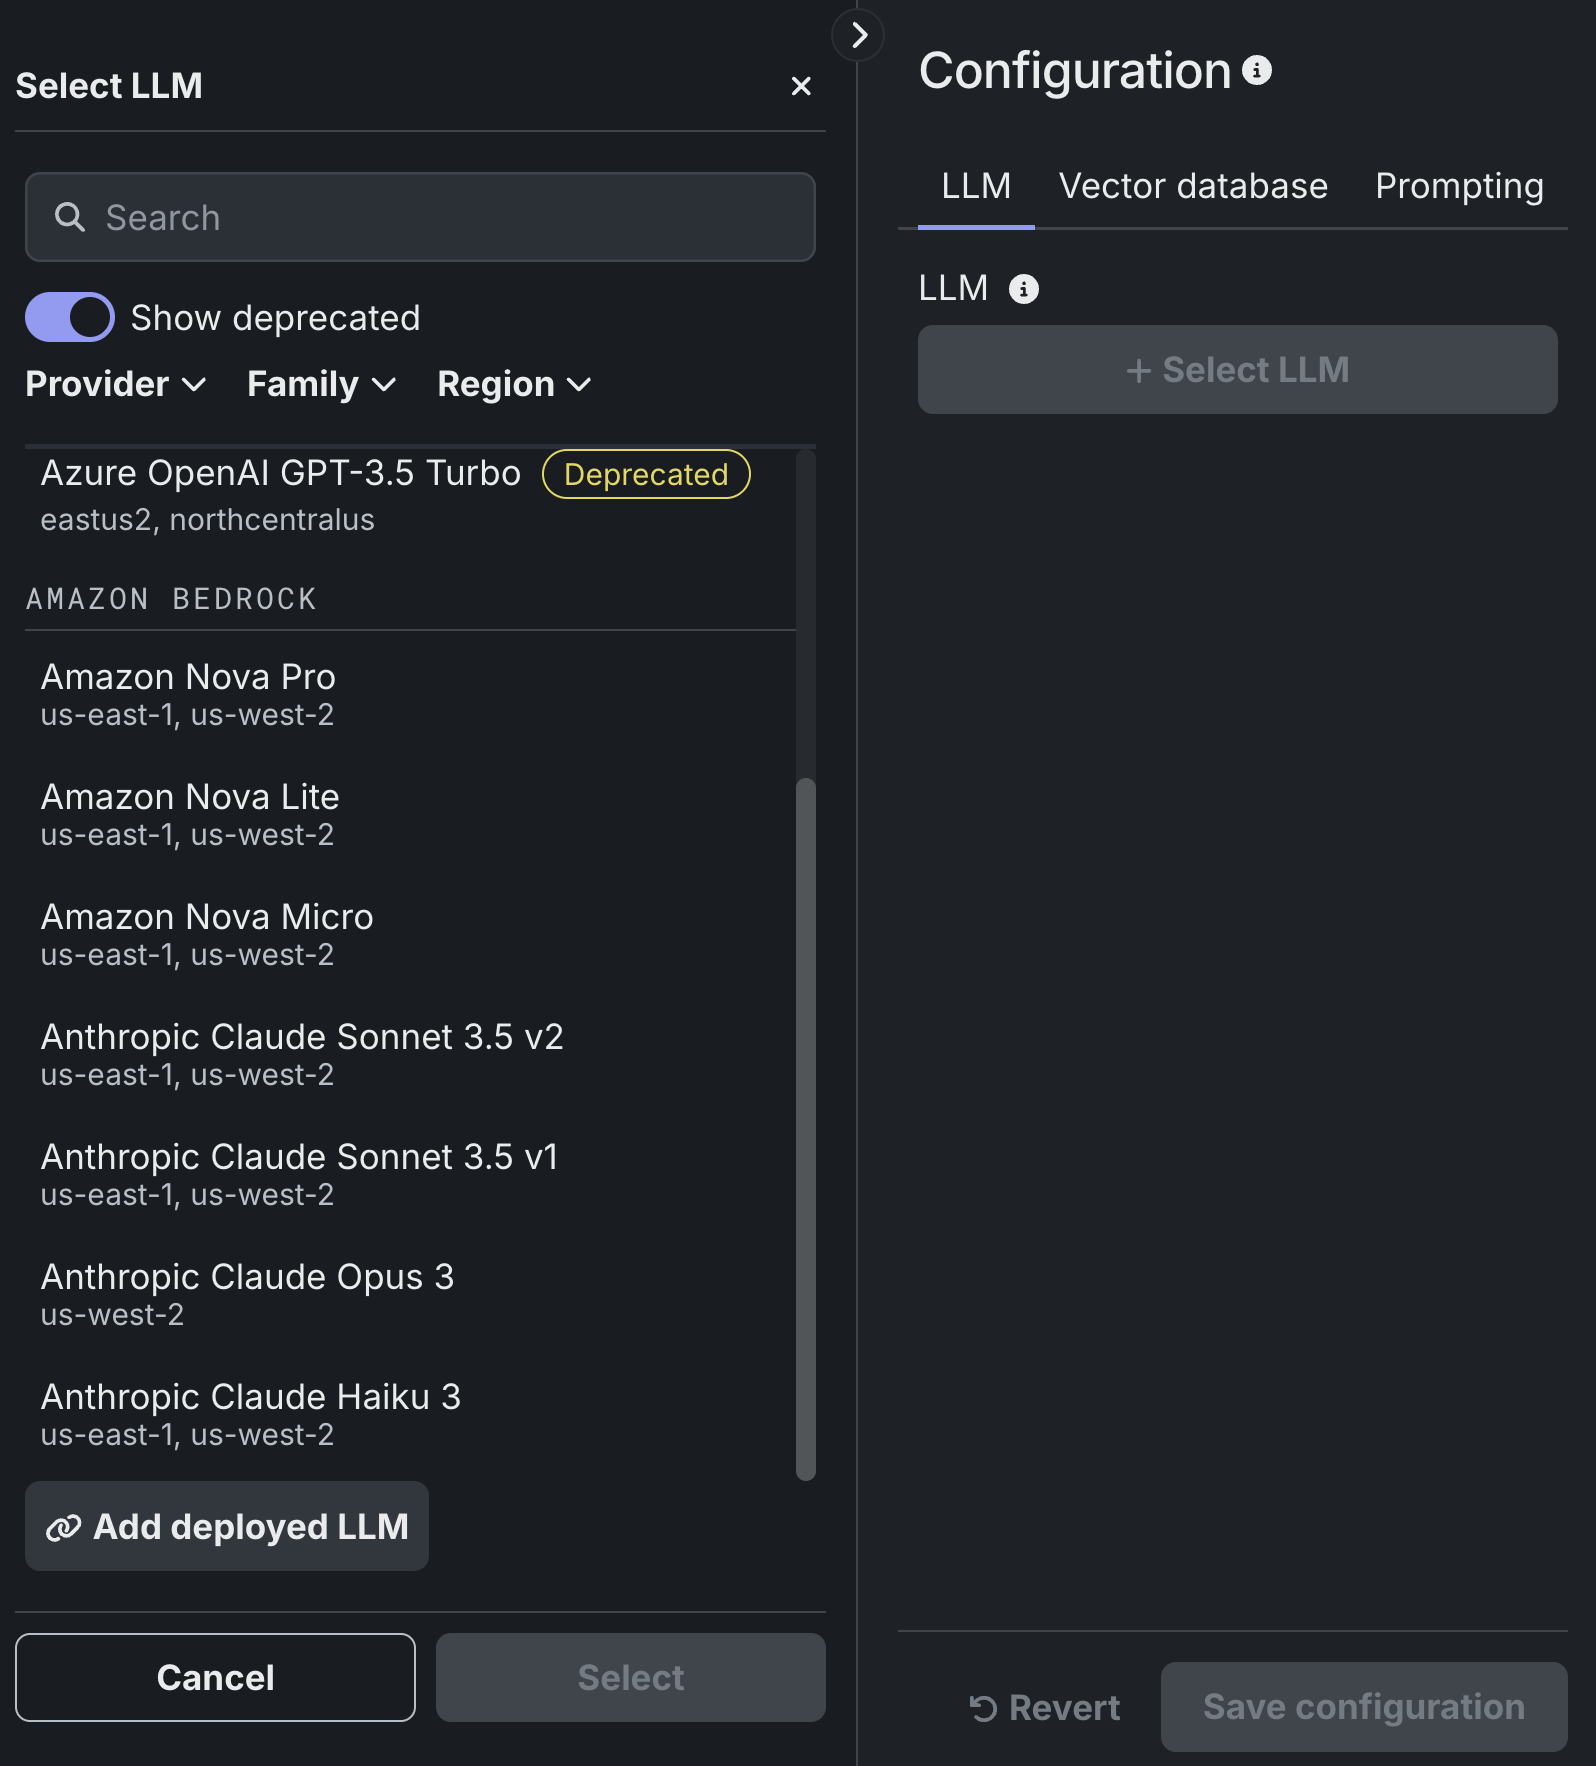 Select LLM
Search
Show deprecated
Provider Family Region
Azure OpenAI GPT-3.5 Turbo Deprecated
eastus2, northcentralus
AMAZON BEDROCK
Amazon Nova Pro
us-east-1, us-west-2
Amazon Nova Lite
us-east-1, us-west-2
Amazon Nova Micro
us-east-1, us-west-2
Anthropic Claude Sonnet 3.5 v2
us-east-1, us-west-2
Anthropic Claude Sonnet 3.5 v1
us-east-1, us-west-2
Anthropic Claude Opus 3
us-west-2
Anthropic Claude Haiku 3
us-east-1, us-west-2
Add deployed LLM
Cancel Select
Configuration
LLM Vector database Prompting
LLM
+ Select LLM
Revert Save configuration